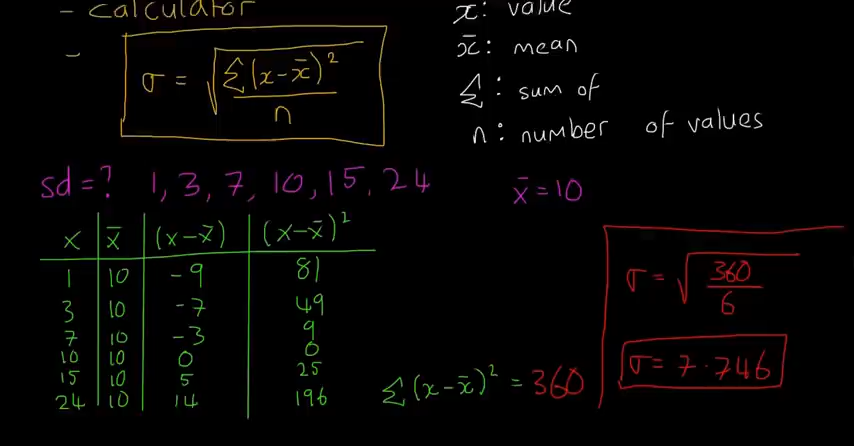 - calculator
x: value
x̄: mean
- σ = √(Σ(x-x̄)²/n)
Σ: sum of
n: number of values
sd=? 1, 3, 7, 10, 15, 24
x̄=10
x x̄ (x-x̄) (x-x̄)²
1 10 -9 81
3 10 -7 49
7 10 -3 9
10 10 0 0
15 10 5 25
24 10 14 196
Σ(x-x̄)² = 360
σ = √(360/6)
σ = 7.746